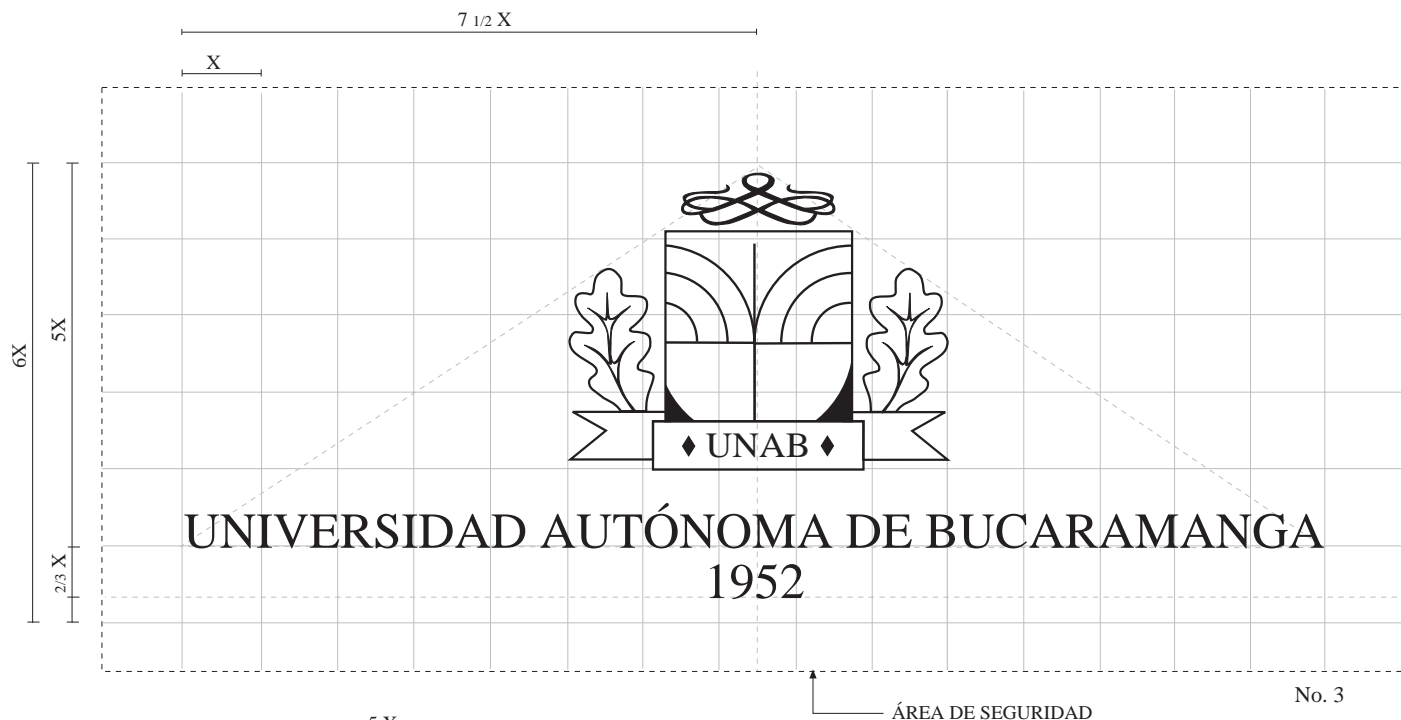 7 1/2 X
X
6X
5X
2/3 X
UNAB
UNIVERSIDAD AUTÓNOMA DE BUCARAMANGA
1952
No. 3
ÁREA DE SEGURIDAD
5 X